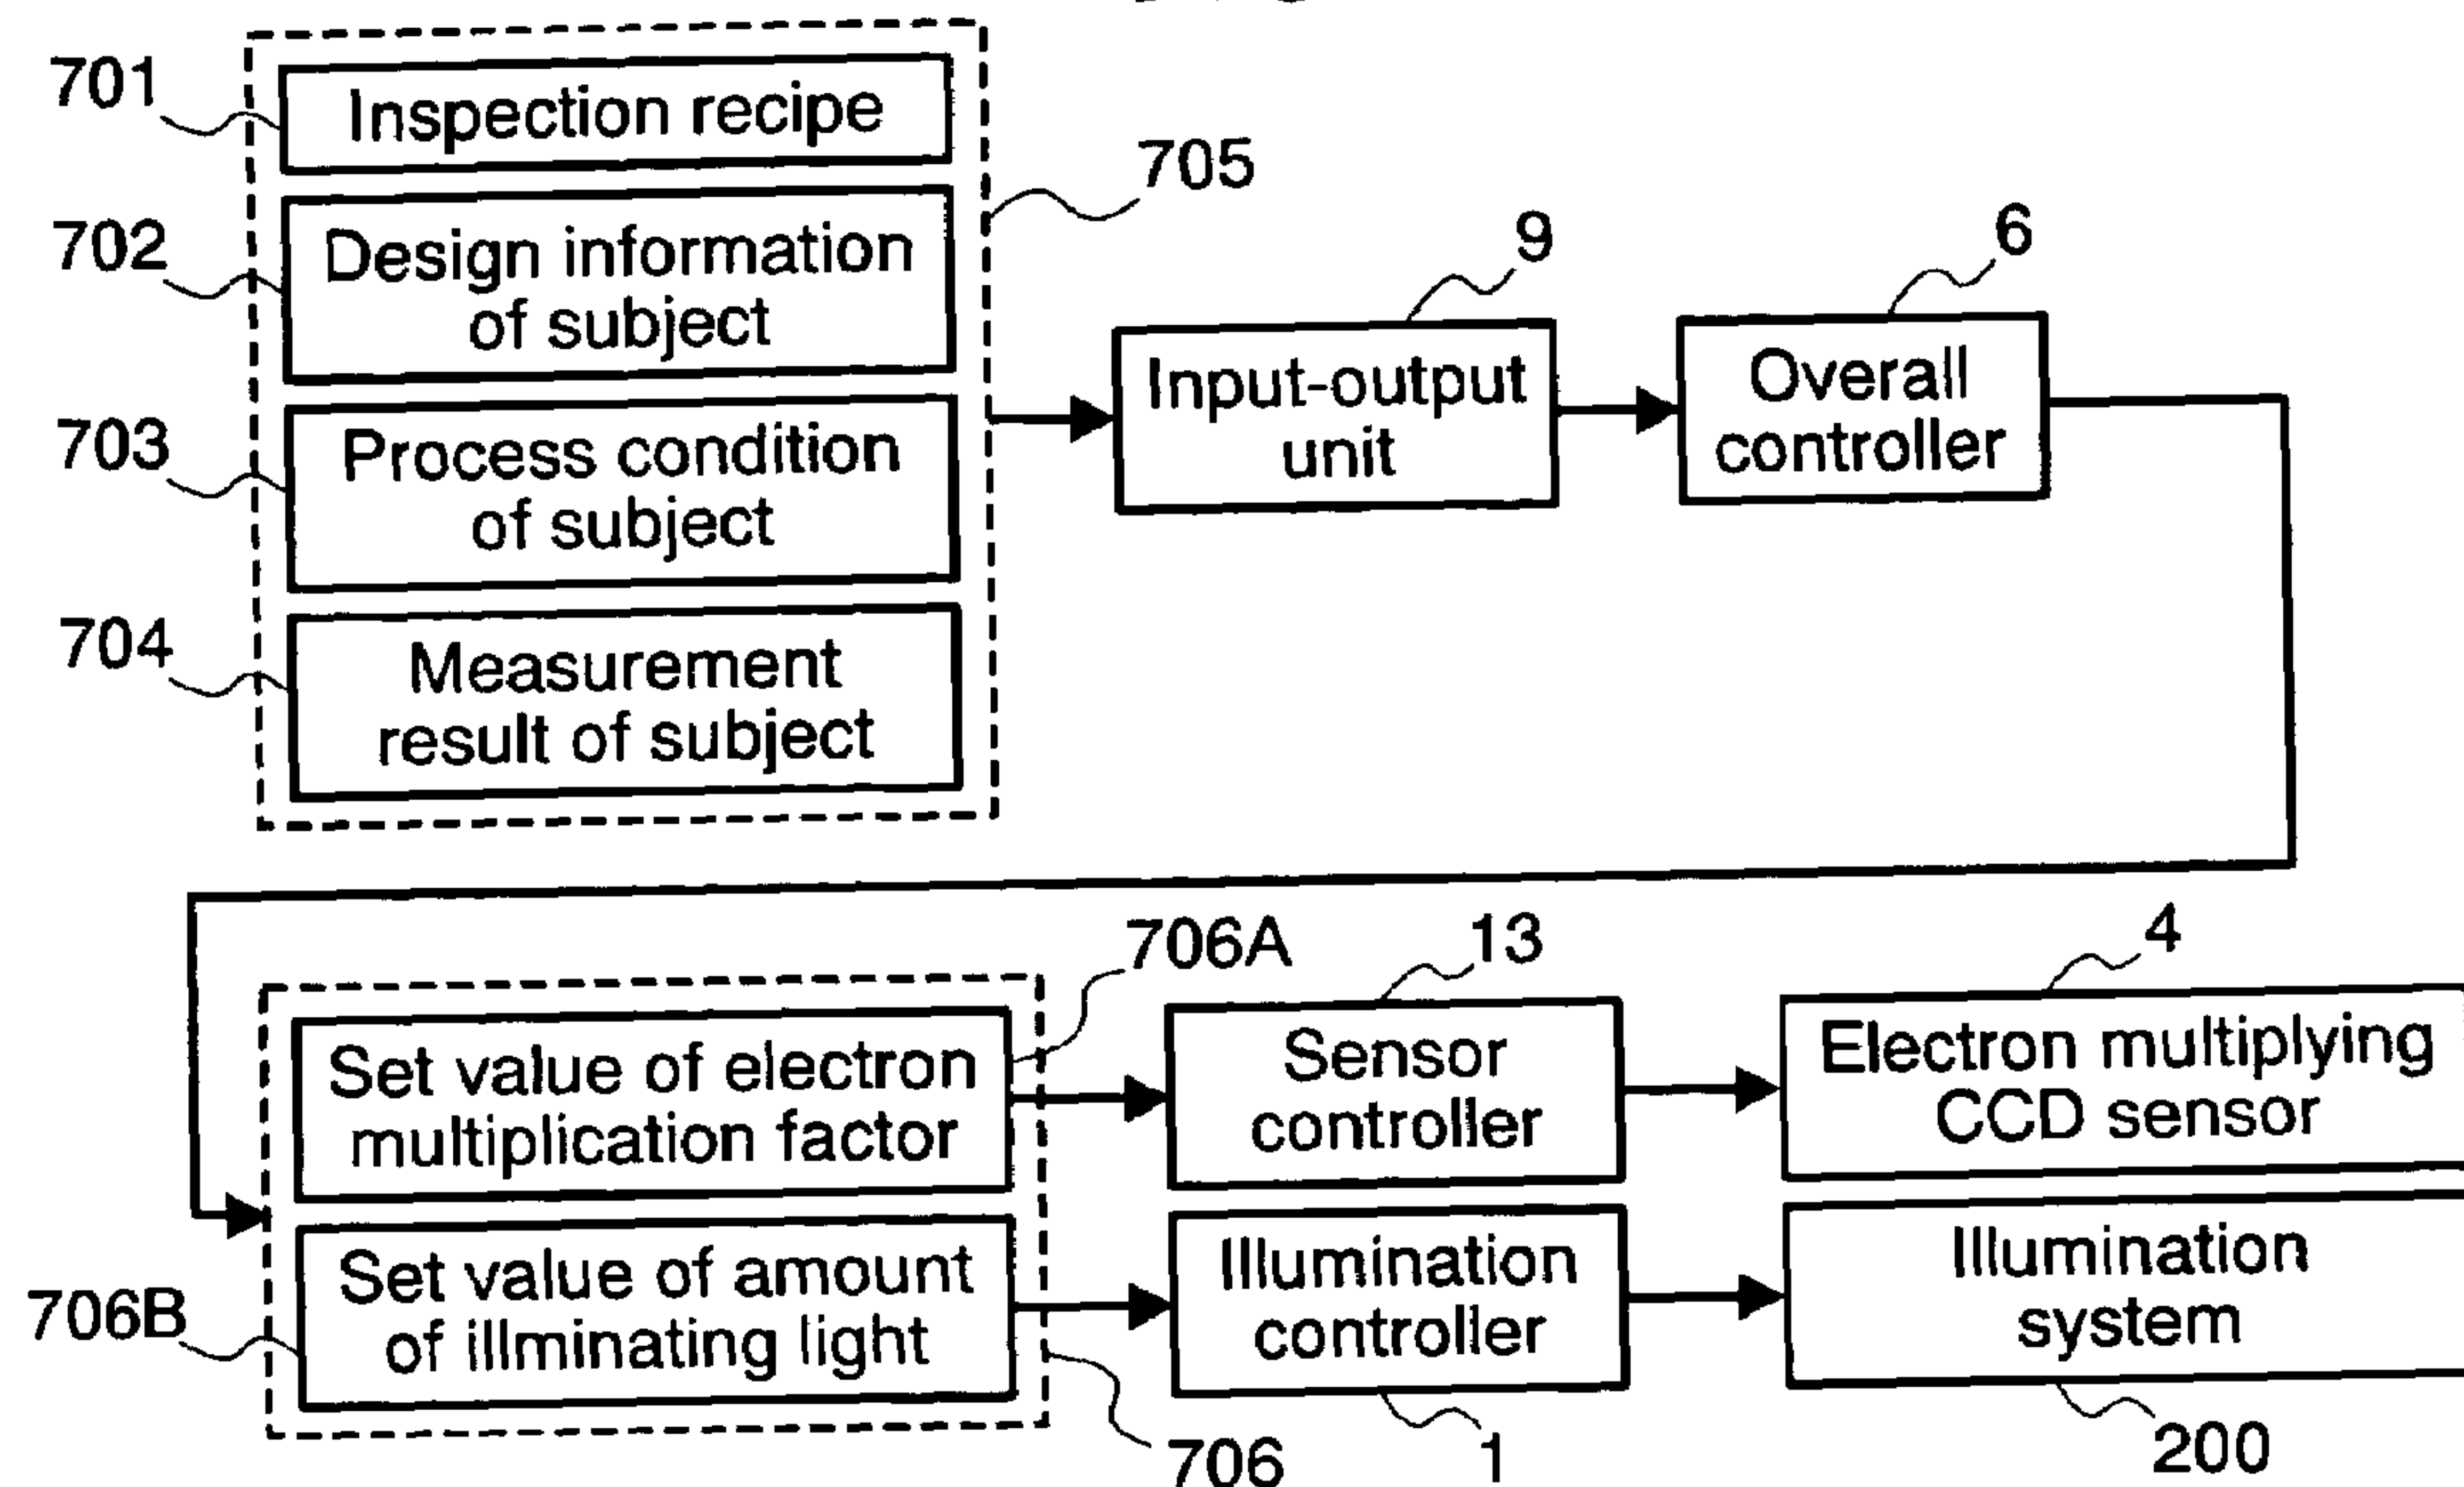 701
Inspection recipe
705
702
Design information
of subject
9
6
Input-output
unit
Overall
controller
703
Process condition
of subject
704
Measurement
result of subject
706A
13
4
Set value of electron
multiplication factor
Sensor
controller
Electron multiplying
CCD sensor
706B
Set value of amount
of illminating light
Illumination
controller
Illumination
system
706
1
200